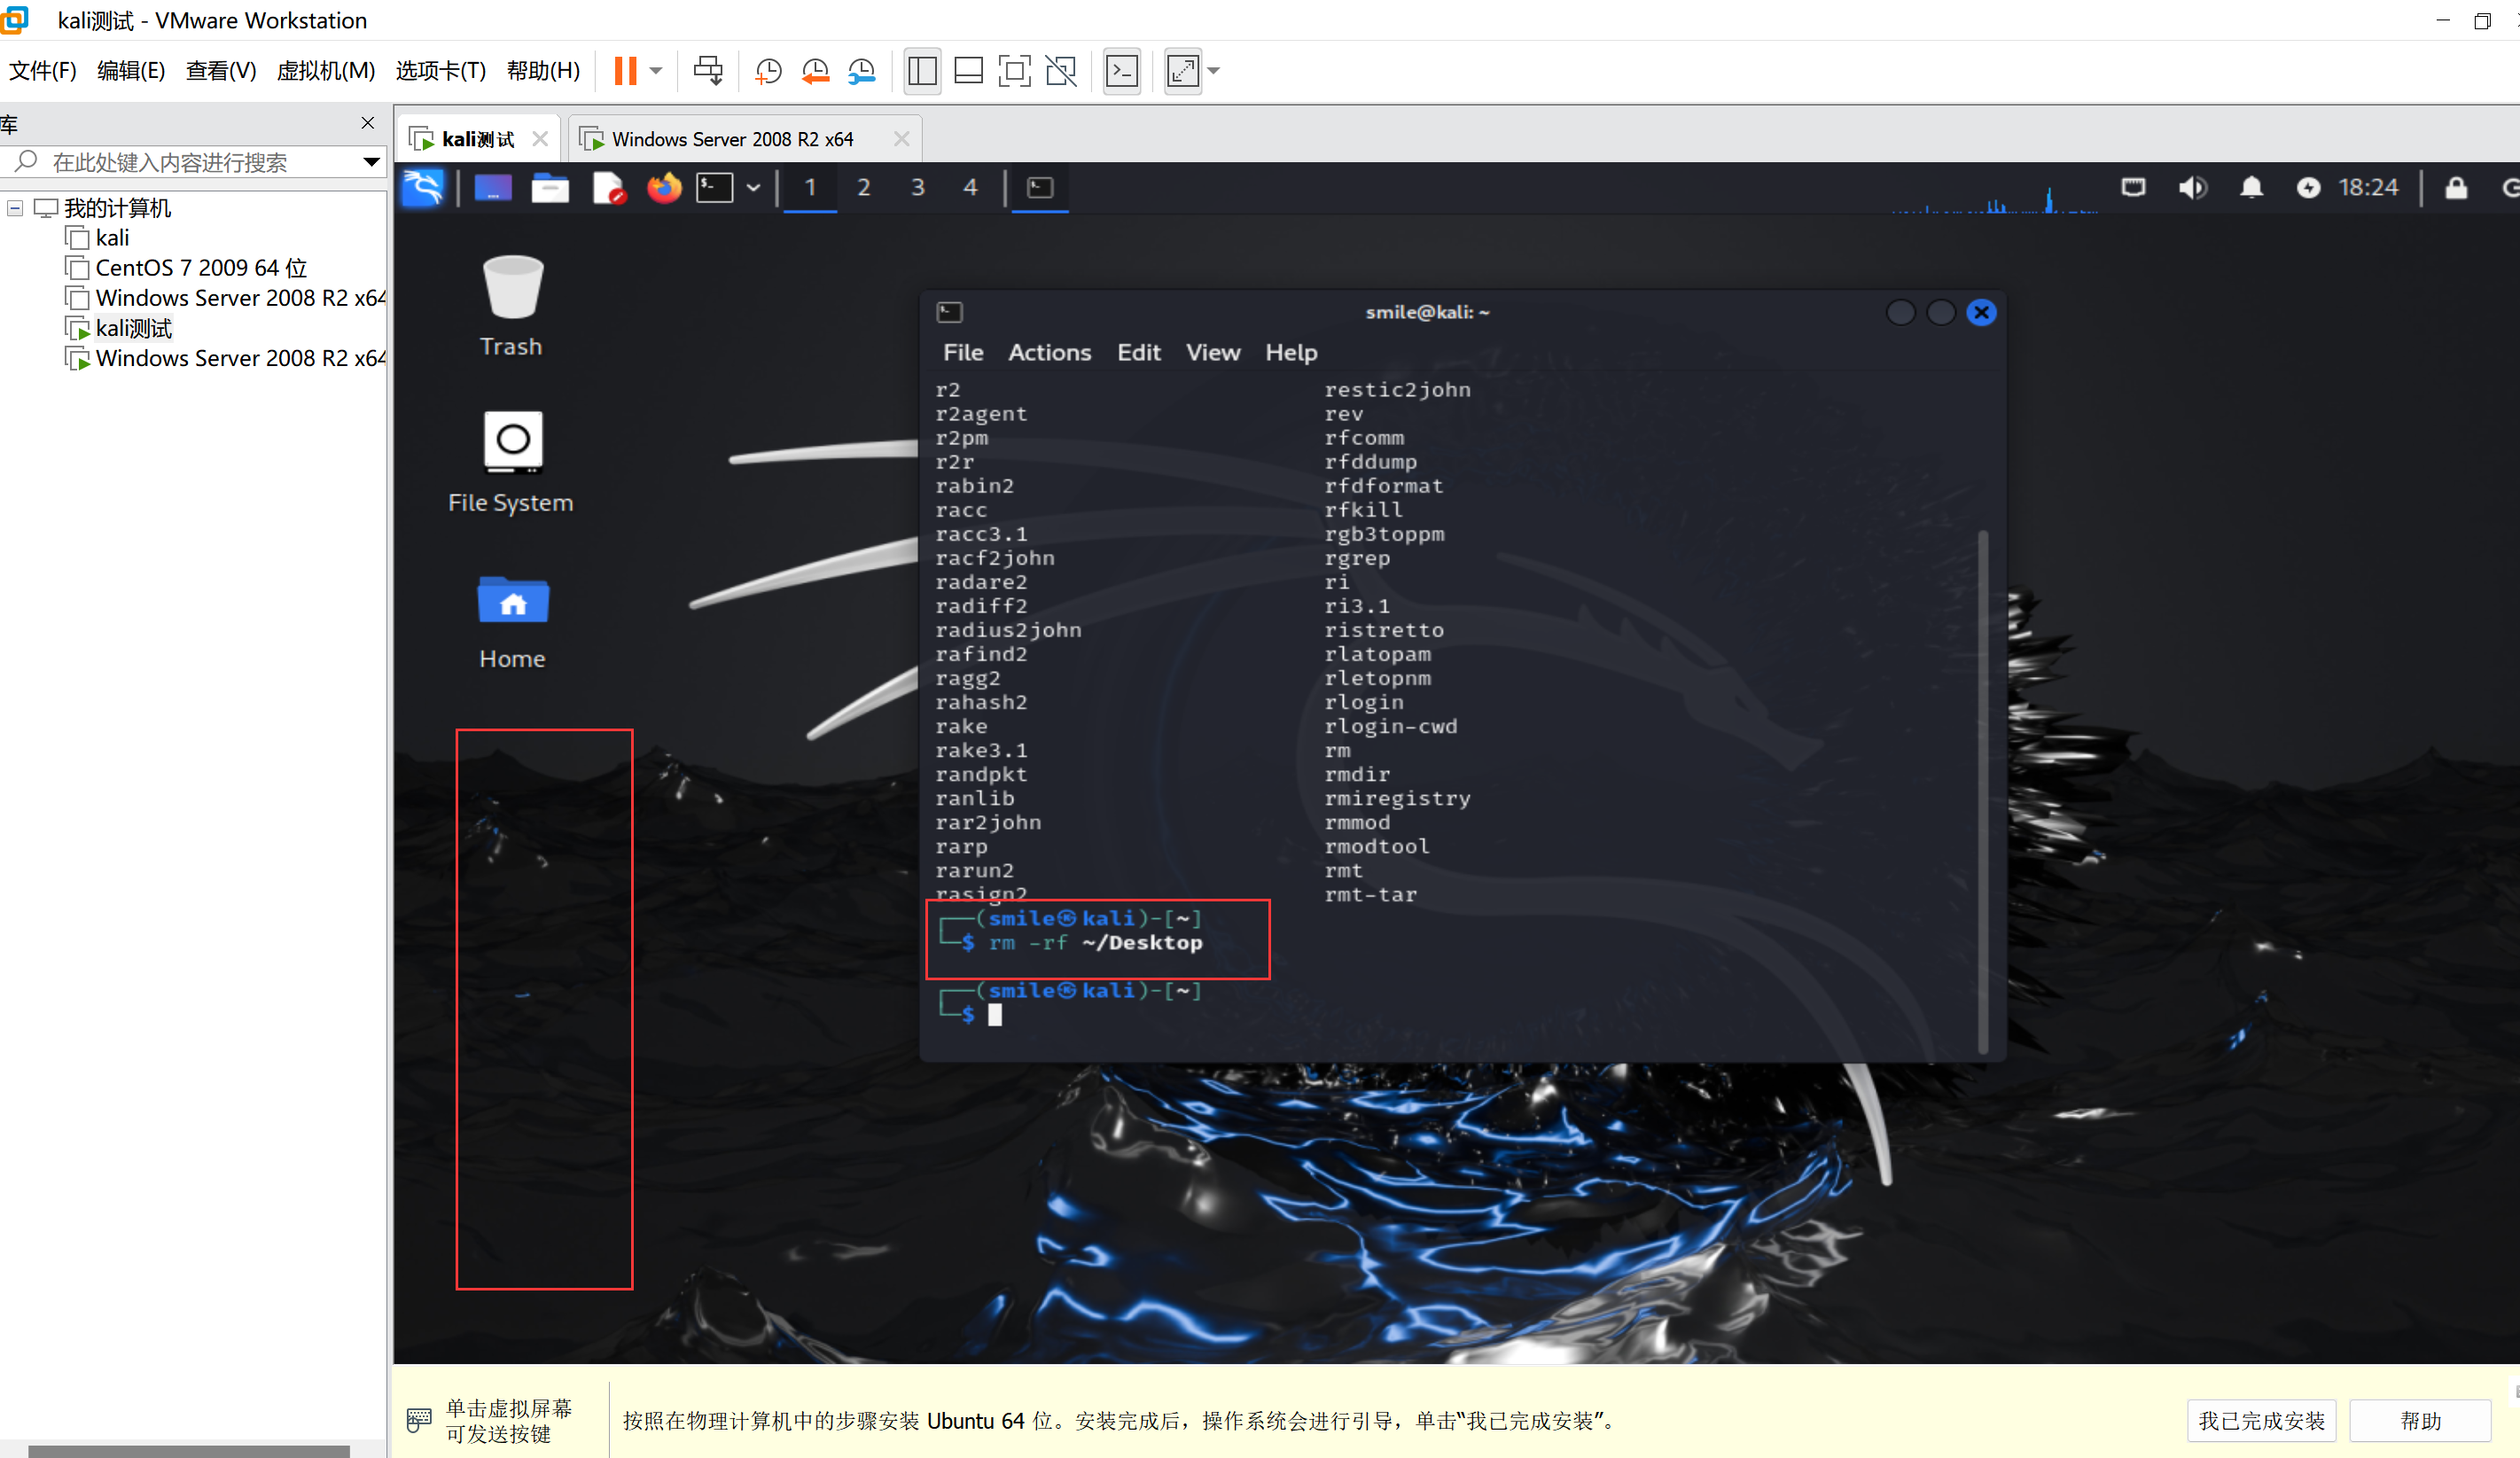 kali测试 - VMware Workstation
文件(F) 编辑(E) 查看(V) 虚拟机(M) 选项卡(T) 帮助(H)
库
在此处键入内容进行搜索
我的计算机
kali
CentOS 7 2009 64 位
Windows Server 2008 R2 x64
kali测试
Windows Server 2008 R2 x64
kali测试
Windows Server 2008 R2 x64
1 2 3 4
18:24
Trash
File System
Home
smile@kali: ~
File Actions Edit View Help
r2 restic2john
r2agent rev
r2pm rfcomm
r2r rfddump
rabin2 rfdformat
racc rfkill
racc3.1 rgb3toppm
racf2john rgrep
radare2 ri
radiff2 ri3.1
radius2john ristretto
rafind2 rlatopam
ragg2 rletopnm
rahash2 rlogin
rake rlogin-cwd
rake3.1 rm
randpkt rmdir
ranlib rmiregistry
rar2john rmmod
rarp rmodtool
rarun2 rmt
rasign2 rmt-tar
┌──(smile㉿kali)-[~]
└─$ rm -rf ~/Desktop
┌──(smile㉿kali)-[~]
└─$
单击虚拟屏幕
可发送按键
按照在物理计算机中的步骤安装 Ubuntu 64 位。安装完成后，操作系统会进行引导，单击“我已完成安装”。
我已完成安装
帮助